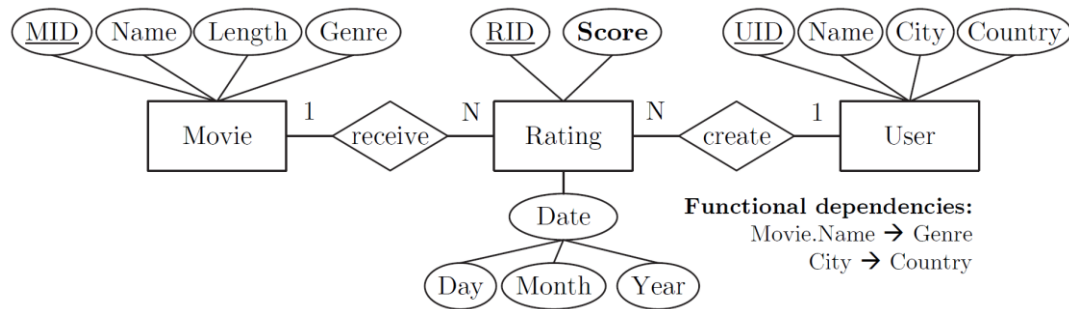 MID Name Length Genre RID Score UID Name City Country
1 N N 1
Movie receive Rating create User
Date
Day Month Year
Functional dependencies:
Movie.Name → Genre
City → Country